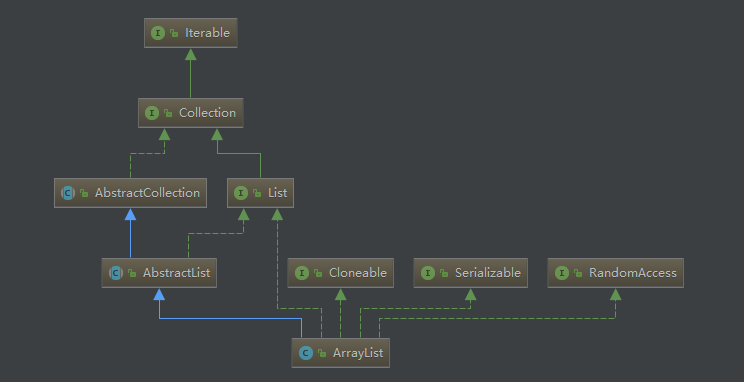 I Iterable
I Collection
C AbstractCollection
I List
C AbstractList
I Cloneable
I Serializable
I RandomAccess
C ArrayList